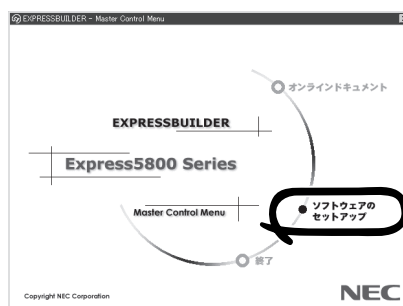 EXPRESSBUILDER - Master Control Menu
オンラインドキュメント
EXPRESSBUILDER
Express5800 Series
Master Control Menu
ソフトウェアの
セットアップ
終了
Copyright NEC Corporation
NEC